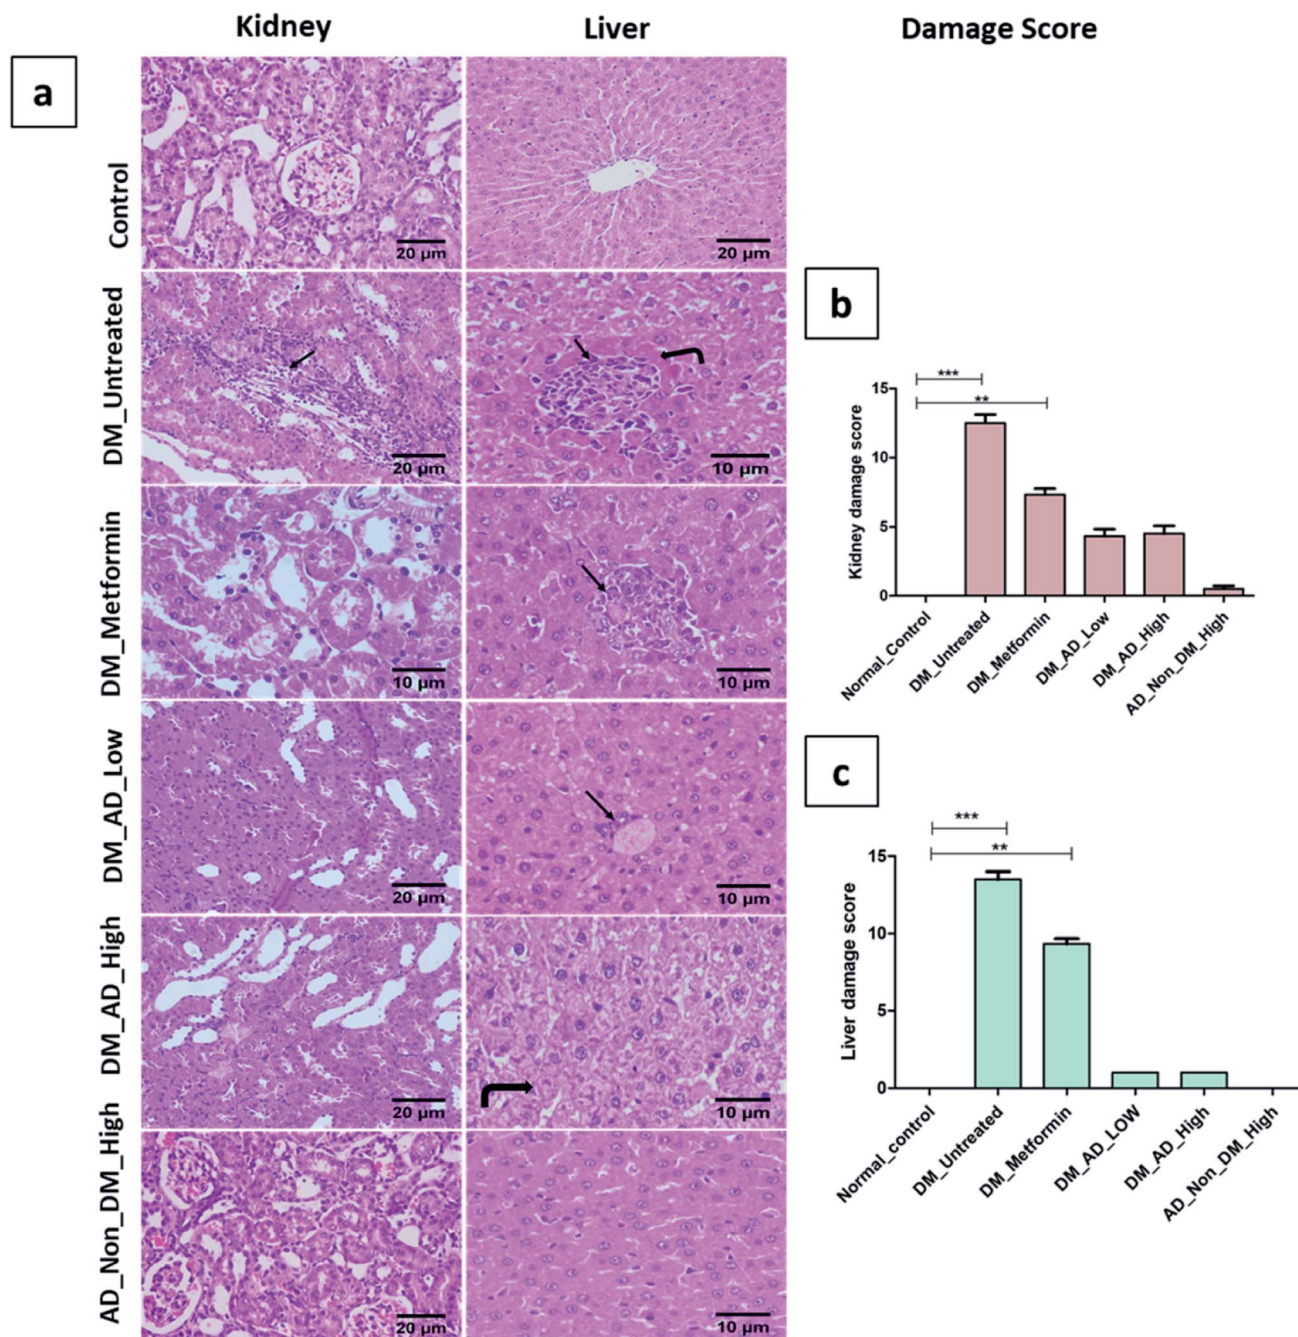 Kidney Liver Damage Score
a
Control
20 µm 20 µm
DM_Untreated
20 µm 10 µm
DM_Metformin
10 µm 10 µm
DM_AD_Low
20 µm 10 µm
DM_AD_High
20 µm 10 µm
AD_Non_DM_High
20 µm 10 µm
b
***
**
Kidney damage score
15
10
5
0
Normal_Control
DM_Untreated
DM_Metformin
DM_AD_Low
DM_AD_High
AD_Non_DM_High
c
***
**
Liver damage score
15
10
5
0
Normal_control
DM_Untreated
DM_Metformin
DM_AD_LOW
DM_AD_High
AD_Non_DM_High